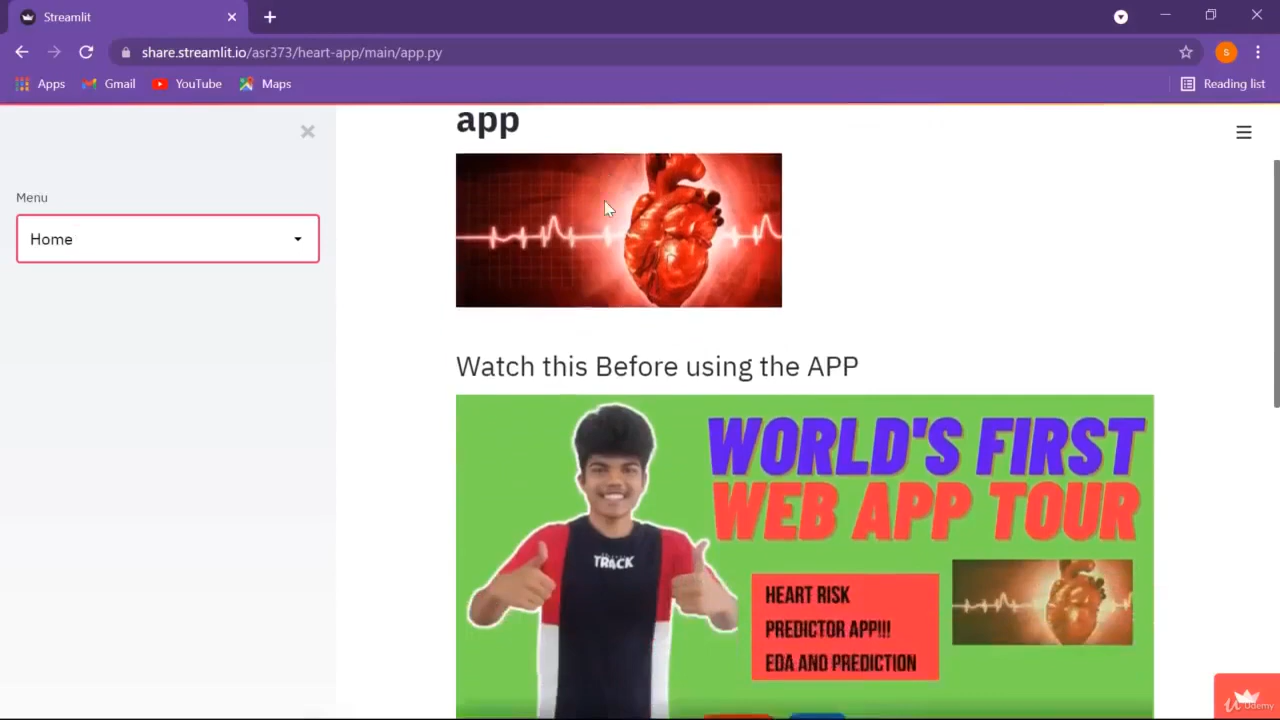 Streamlit
share.streamlit.io/asr373/heart-app/main/app.py
S
Apps
Gmail
YouTube
Maps
Reading list
Menu
Home
app
Watch this Before using the APP
WORLD'S FIRST
WEB APP TOUR
TRACK
HEART RISK
PREDICTOR APP!!!
EDA AND PREDICTION
Udemy